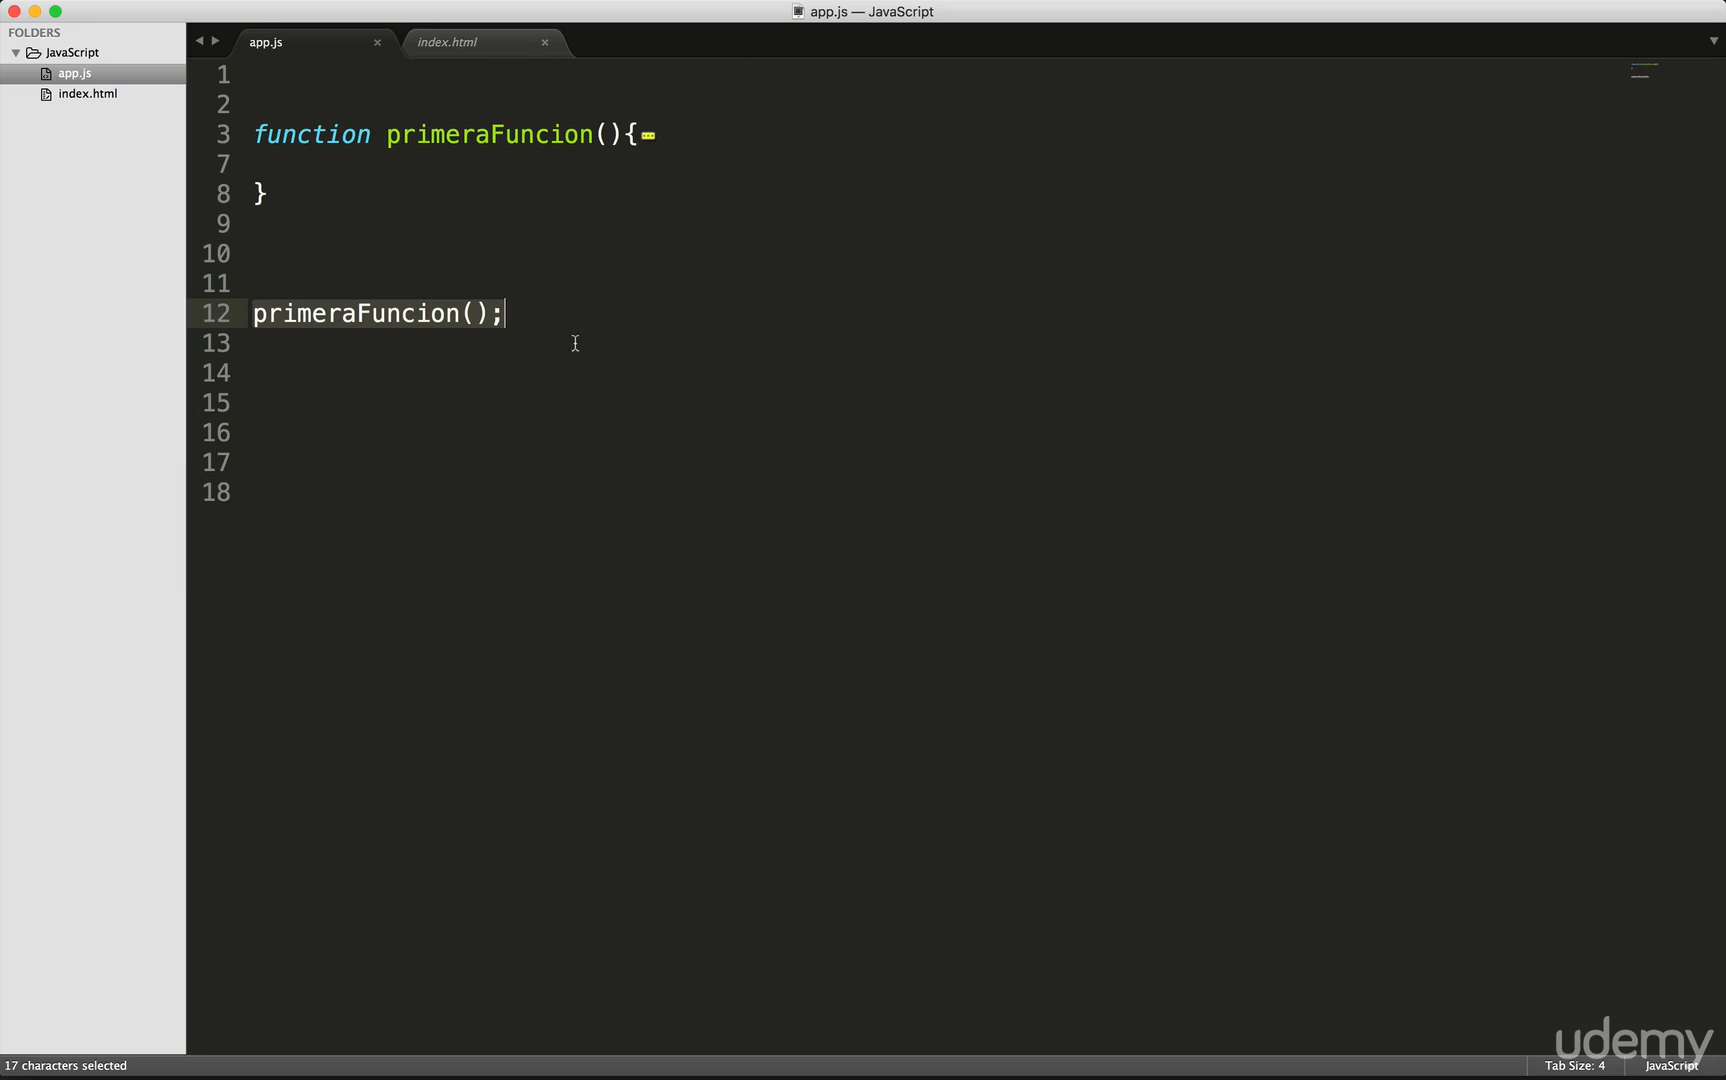 app.js — JavaScript
FOLDERS
JavaScript
app.js
index.html
app.js
index.html
1
2
3 function primeraFuncion(){
7
8 }
9
10
11
12 primeraFuncion();
13
14
15
16
17
18
udemy
17 characters selected
Tab Size: 4
JavaScript